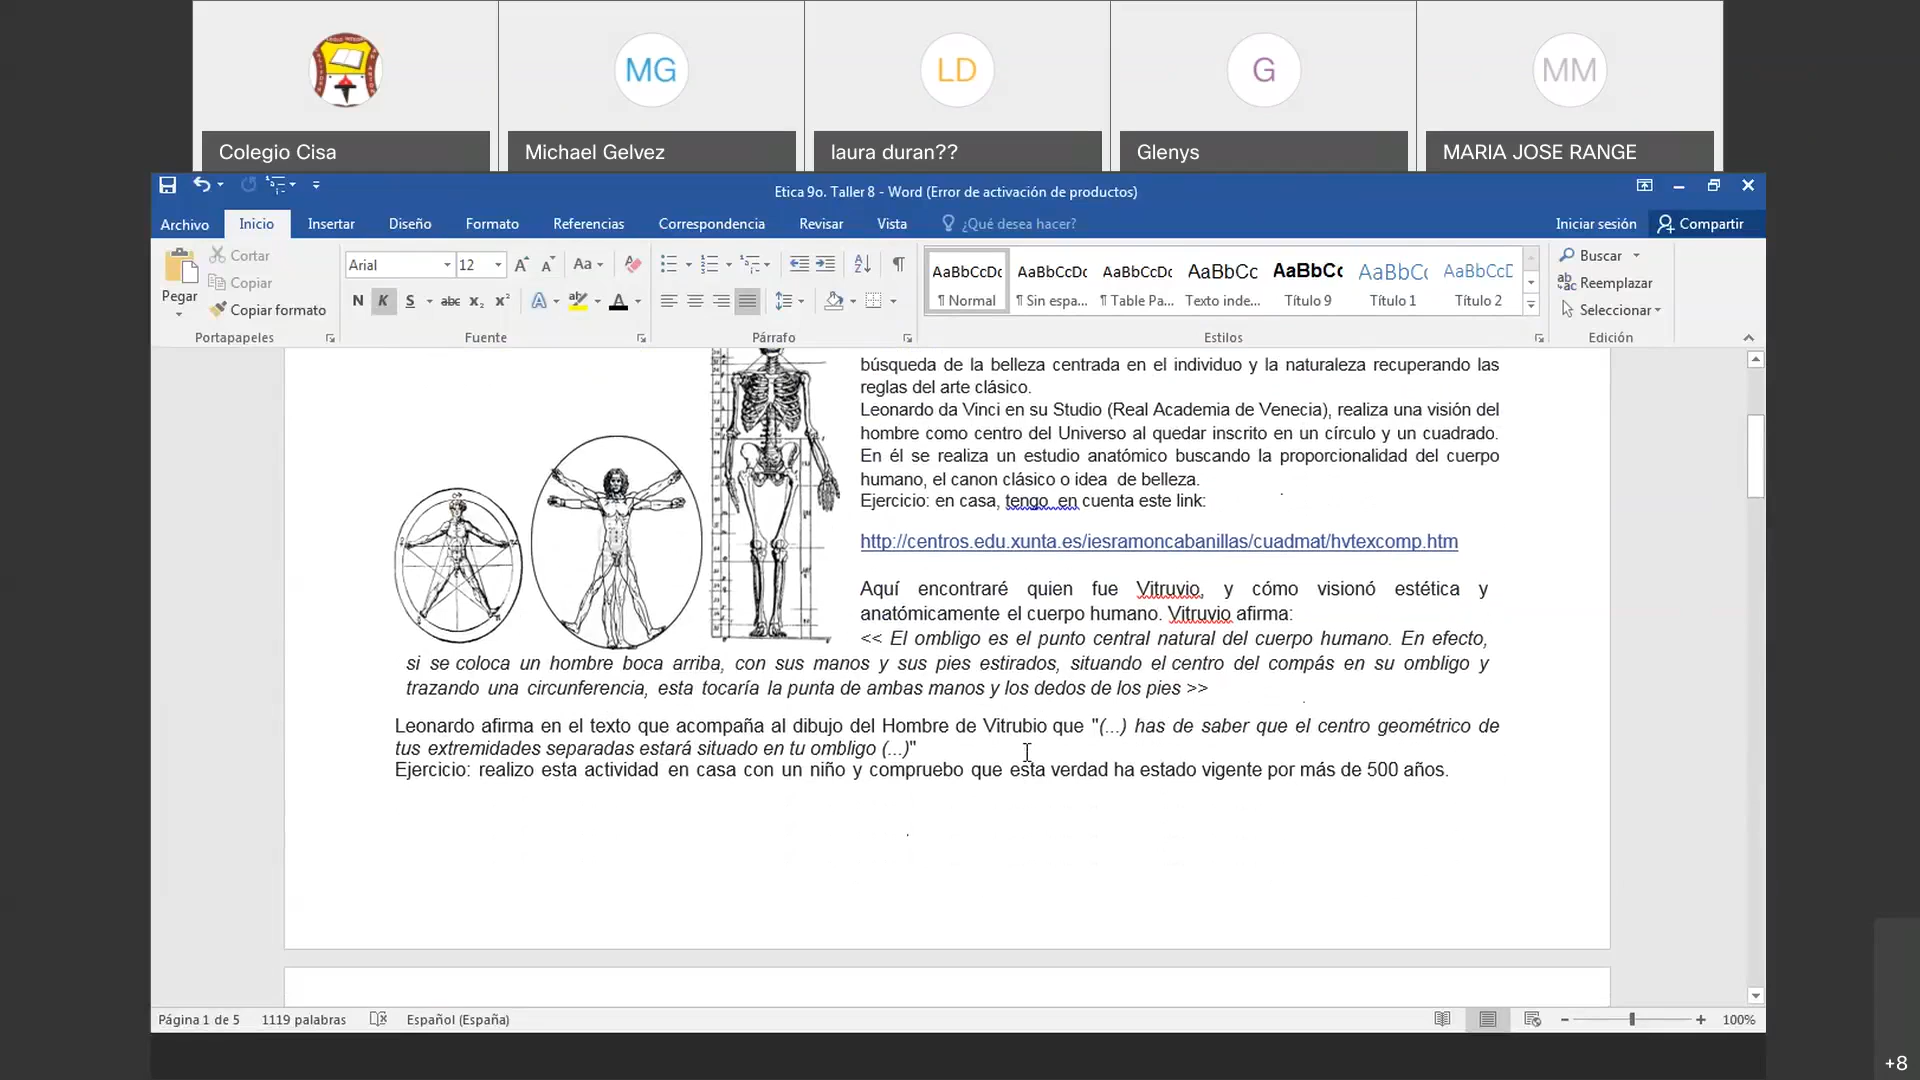 MG
LD
G
MM
Colegio Cisa
Michael Gelvez
laura duran??
Glenys
MARIA JOSE RANGE
Etica 9o. Taller 8 - Word (Error de activación de productos)
Archivo Inicio Insertar Diseño Formato Referencias Correspondencia Revisar Vista ¿Qué desea hacer? Iniciar sesión Compartir
Pegar
Cortar
Copiar
Copiar formato
Portapapeles
Arial 12
Aa
N K S abc x₂ x² A A
Fuente
Párrafo
AaBbCcDc AaBbCcDc AaBbCcDc AaBbCc AaBbCc AaBbC AaBbCcD
¶ Normal ¶ Sin espa... ¶ Table Pa... Texto inde... Título 9 Título 1 Título 2
Estilos
Buscar
Reemplazar
Seleccionar
Edición
búsqueda de la belleza centrada en el individuo y la naturaleza recuperando las
reglas del arte clásico.
Leonardo da Vinci en su Studio (Real Academia de Venecia), realiza una visión del
hombre como centro del Universo al quedar inscrito en un círculo y un cuadrado.
En él se realiza un estudio anatómico buscando la proporcionalidad del cuerpo
humano, el canon clásico o idea de belleza.
Ejercicio: en casa, tengo en cuenta este link:
http://centros.edu.xunta.es/iesramoncabanillas/cuadmat/hvtexcomp.htm
Aquí encontraré quien fue Vitruvio, y cómo visionó estética y
anatómicamente el cuerpo humano. Vitruvio afirma:
<< El ombligo es el punto central natural del cuerpo humano. En efecto,
si se coloca un hombre boca arriba, con sus manos y sus pies estirados, situando el centro del compás en su ombligo y
trazando una circunferencia, esta tocaría la punta de ambas manos y los dedos de los pies >>
Leonardo afirma en el texto que acompaña al dibujo del Hombre de Vitrubio que "(...) has de saber que el centro geométrico de
tus extremidades separadas estará situado en tu ombligo (...)"
Ejercicio: realizo esta actividad en casa con un niño y compruebo que esta verdad ha estado vigente por más de 500 años.
Página 1 de 5 1119 palabras Español (España) 100%
+8